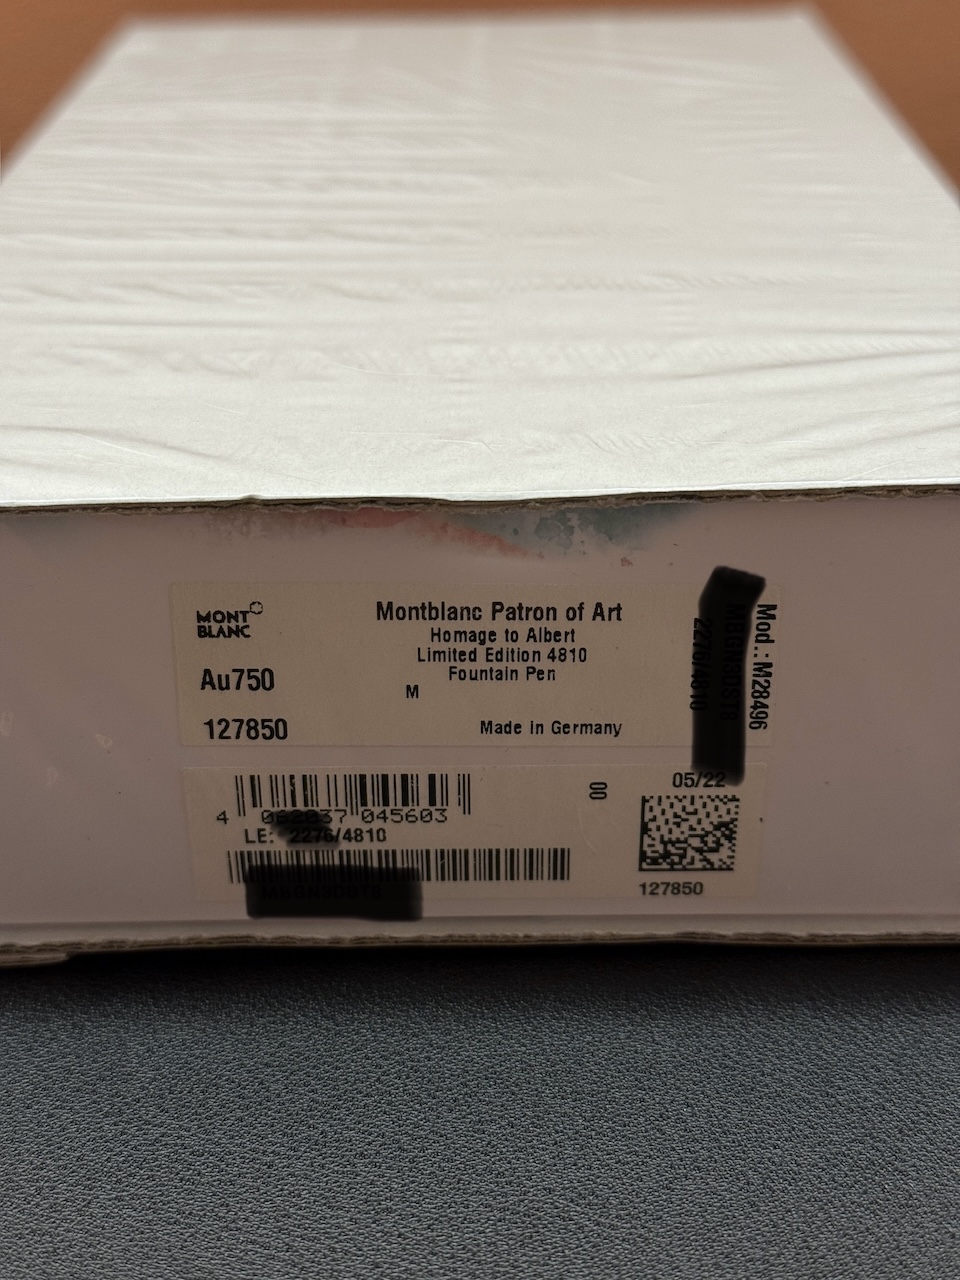 MONT
BLANC
Au750
127850
Montblanc Patron of Art
Homage to Albert
Limited Edition 4810
Fountain Pen
M
Made in Germany
Mod.: M28496
4 062037 045603
LE:
00
05/22
127850